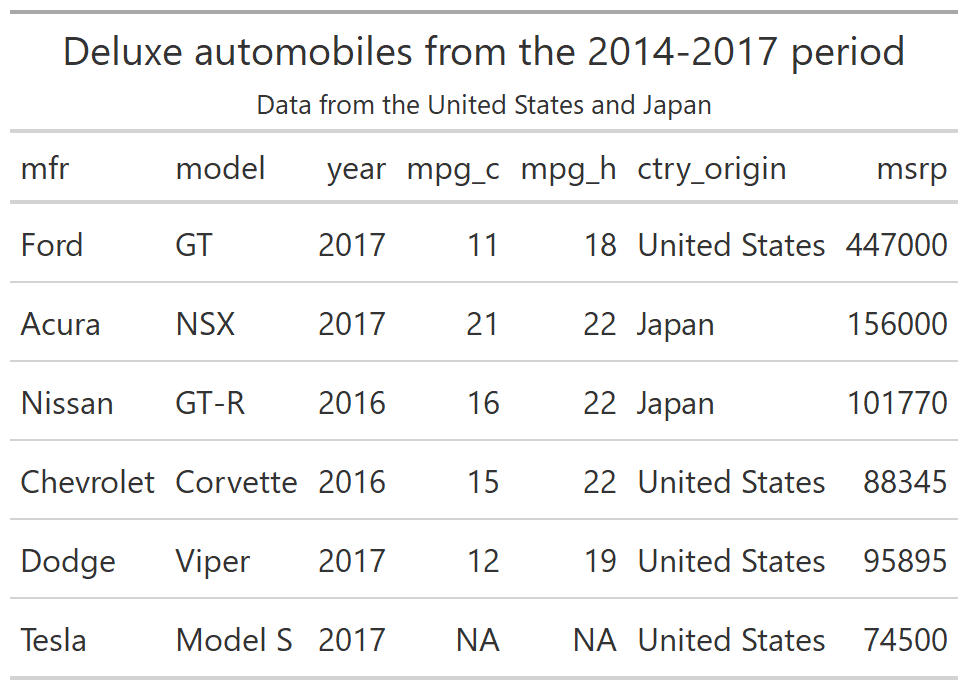 Deluxe automobiles from the 2014-2017 period
Data from the United States and Japan
mfr model year mpg_c mpg_h ctry_origin msrp
Ford GT 2017 11 18 United States 447000
Acura NSX 2017 21 22 Japan 156000
Nissan GT-R 2016 16 22 Japan 101770
Chevrolet Corvette 2016 15 22 United States 88345
Dodge Viper 2017 12 19 United States 95895
Tesla Model S 2017 NA NA United States 74500